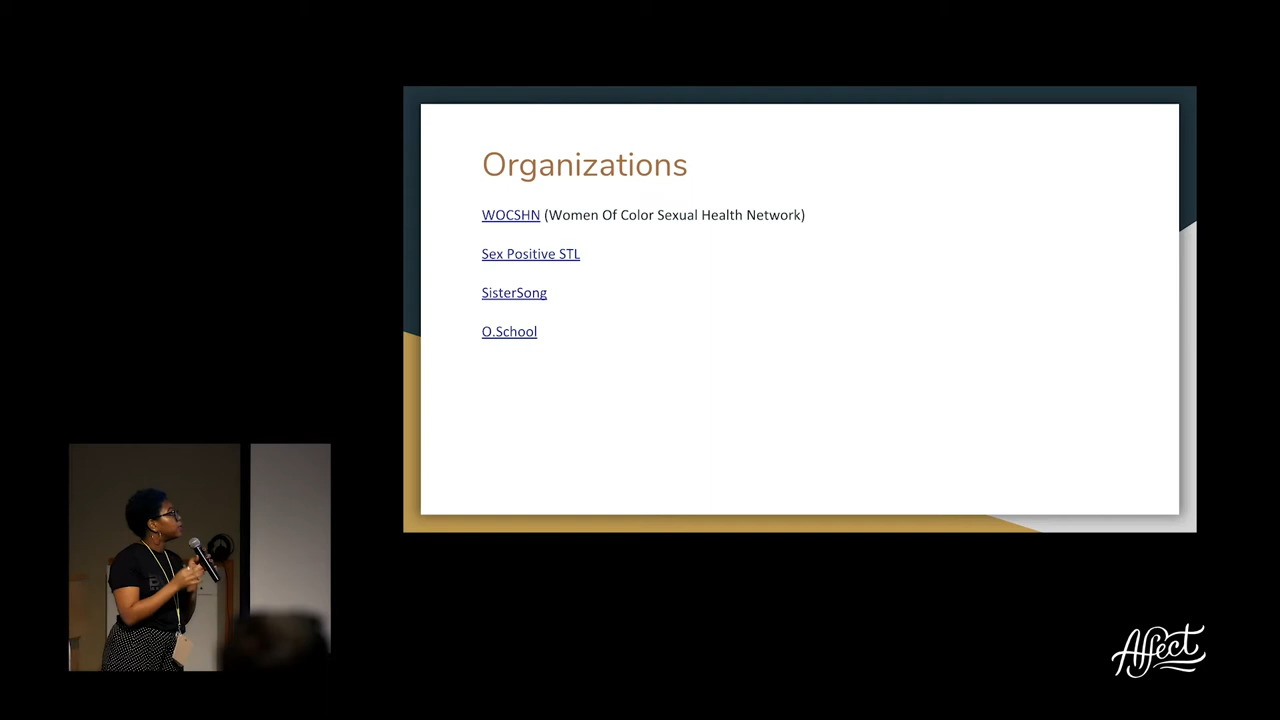 Organizations
WOCSHN (Women Of Color Sexual Health Network)
Sex Positive STL
SisterSong
O.School
Affect